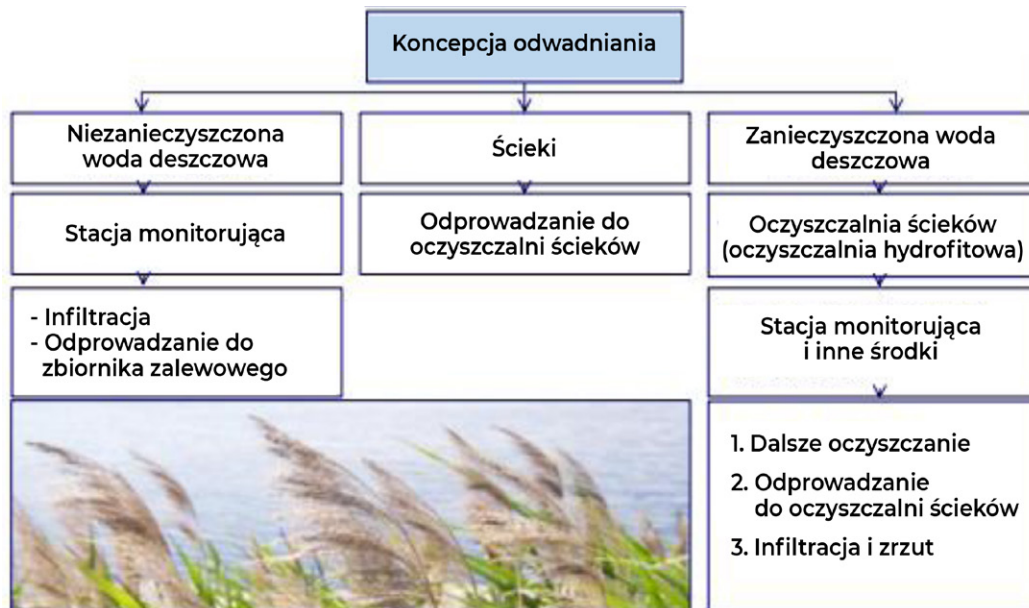 Koncepcja odwadniania
Niezanieczyszczona
woda deszczowa
Ścieki
Zanieczyszczona woda
deszczowa
Stacja monitorująca
Odprowadzanie do
oczyszczalni ścieków
Oczyszczalnia ścieków
(oczyszczalnia hydrofitowa)
- Infiltracja
- Odprowadzanie do
zbiornika zalewowego
Stacja monitorująca
i inne środki
1. Dalsze oczyszczanie
2. Odprowadzanie
do oczyszczalni ścieków
3. Infiltracja i zrzut